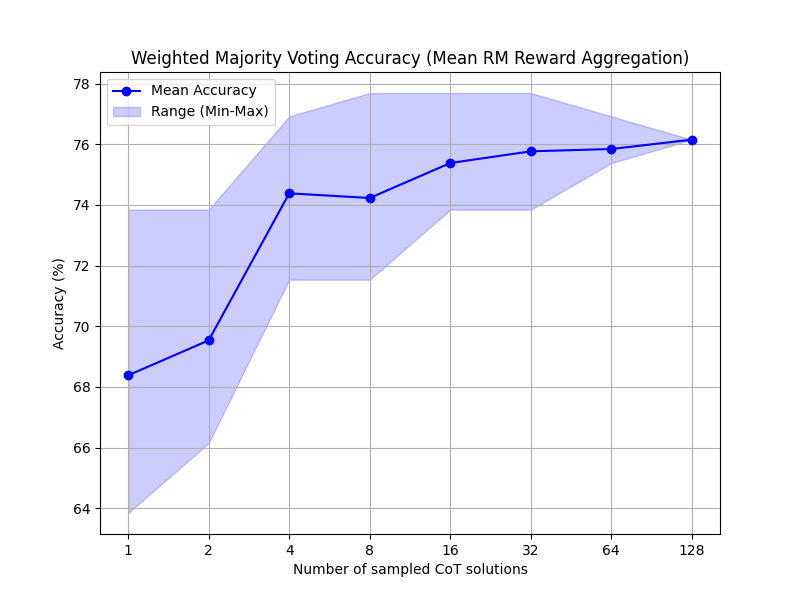 Weighted Majority Voting Accuracy (Mean RM Reward Aggregation)
Mean Accuracy
Range (Min-Max)
78
76
74
72
70
68
66
64
Accuracy (%)
1 2 4 8 16 32 64 128
Number of sampled CoT solutions